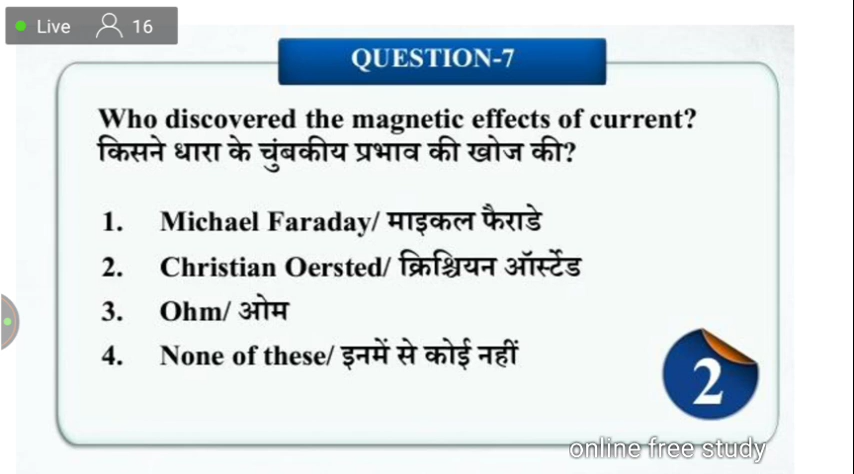 Live 16
QUESTION-7
Who discovered the magnetic effects of current?
किसने धारा के चुंबकीय प्रभाव की खोज की?
1. Michael Faraday/ माइकल फैराडे
2. Christian Oersted/ क्रिश्चियन ऑर्स्टेड
3. Ohm/ ओम
4. None of these/ इनमें से कोई नहीं
2
online free study